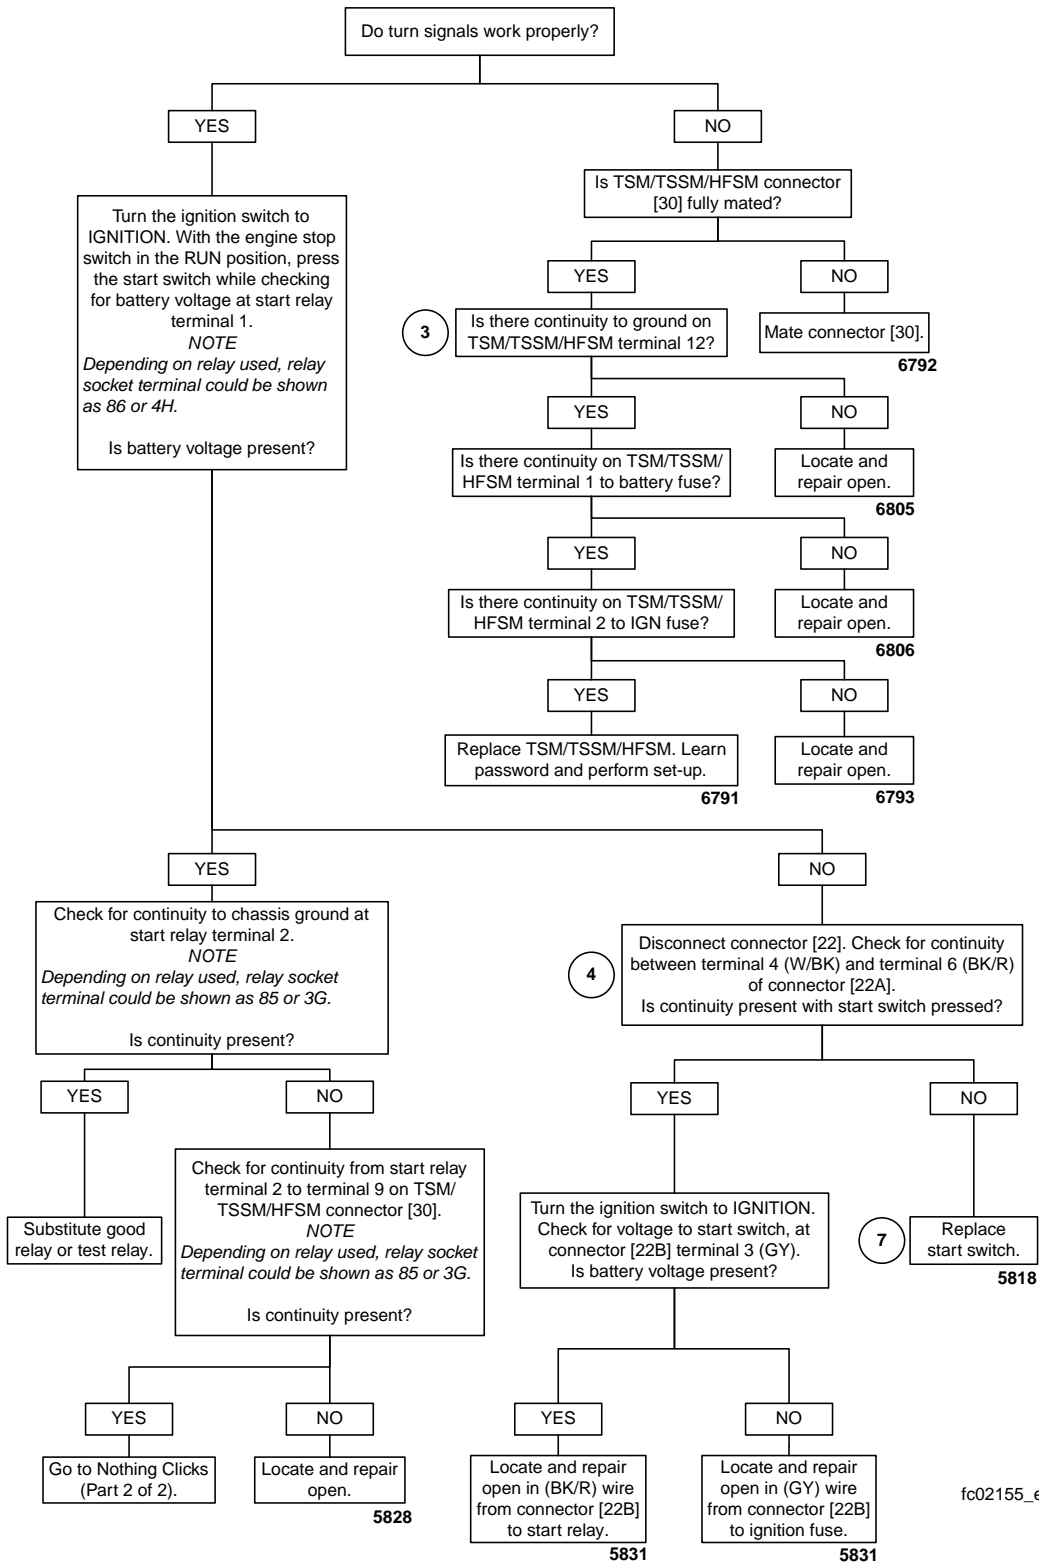 Do turn signals work properly?
YES
NO
Turn the ignition switch to
IGNITION. With the engine stop
switch in the RUN position, press
the start switch while checking
for battery voltage at start relay
terminal 1.
NOTE
Depending on relay used, relay
socket terminal could be shown
as 86 or 4H.
Is battery voltage present?
Is TSM/TSSM/HFSM connector
[30] fully mated?
YES
NO
3
Is there continuity to ground on
TSM/TSSM/HFSM terminal 12?
Mate connector [30].
6792
YES
NO
Is there continuity on TSM/TSSM/
HFSM terminal 1 to battery fuse?
Locate and
repair open.
6805
YES
NO
Is there continuity on TSM/TSSM/
HFSM terminal 2 to IGN fuse?
Locate and
repair open.
6806
YES
NO
Replace TSM/TSSM/HFSM. Learn
password and perform set-up.
6791
Locate and
repair open.
6793
YES
NO
Check for continuity to chassis ground at
start relay terminal 2.
NOTE
Depending on relay used, relay socket
terminal could be shown as 85 or 3G.
Is continuity present?
4
Disconnect connector [22]. Check for continuity
between terminal 4 (W/BK) and terminal 6 (BK/R)
of connector [22A].
Is continuity present with start switch pressed?
YES
NO
YES
NO
Substitute good
relay or test relay.
Check for continuity from start relay
terminal 2 to terminal 9 on TSM/
TSSM/HFSM connector [30].
NOTE
Depending on relay used, relay socket
terminal could be shown as 85 or 3G.
Is continuity present?
Turn the ignition switch to IGNITION.
Check for voltage to start switch, at
connector [22B] terminal 3 (GY).
Is battery voltage present?
7
Replace
start switch.
5818
YES
NO
YES
NO
Go to Nothing Clicks
(Part 2 of 2).
Locate and repair
open.
5828
Locate and repair
open in (BK/R) wire
from connector [22B]
to start relay.
5831
Locate and repair
open in (GY) wire
from connector [22B]
to ignition fuse.
5831
fc02155_e